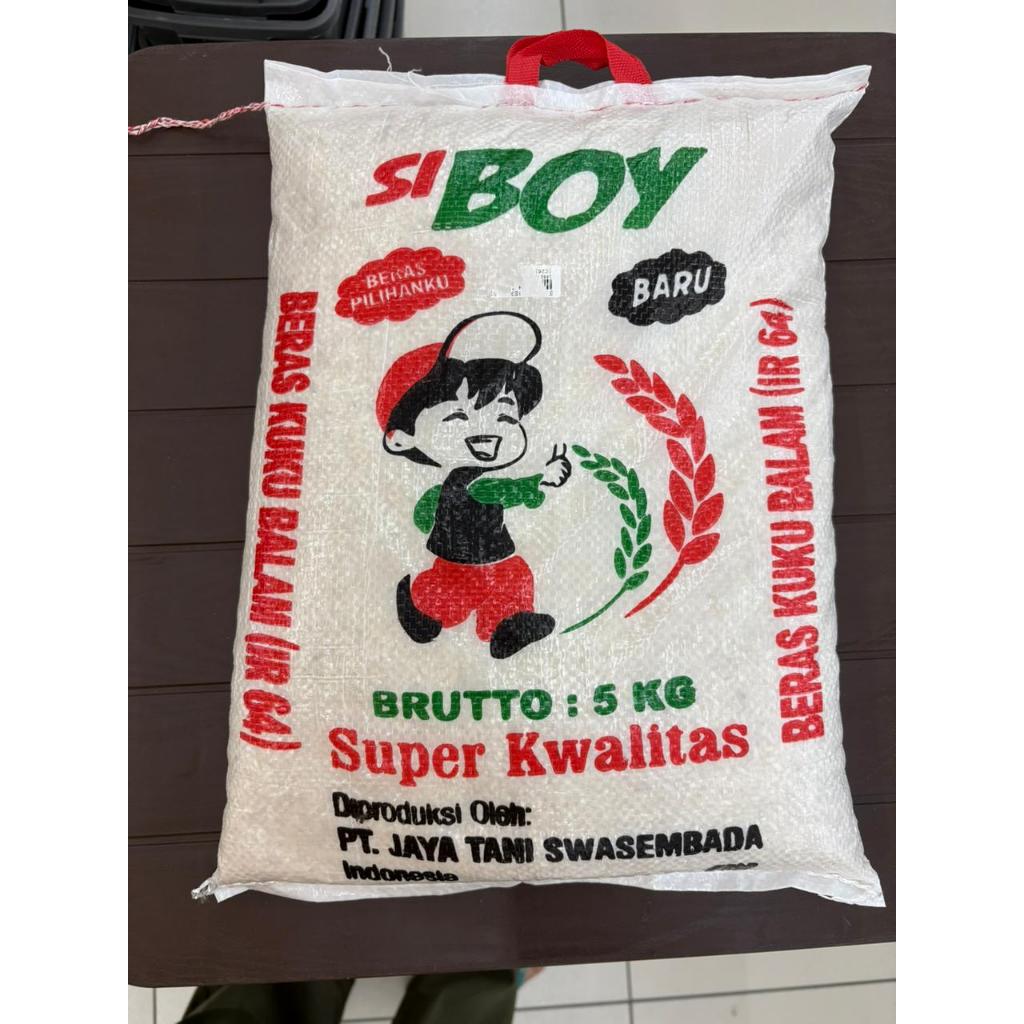 SI BOY
BERAS
PILIHANKU
BARU
BERAS KUKU BALAM (IR 64)
BERAS KUKU BALAM (IR 64)
BRUTTO : 5 KG
Super Kwalitas
Diproduksi Oleh:
PT. JAYA TANI SWASEMBADA
Indonesia